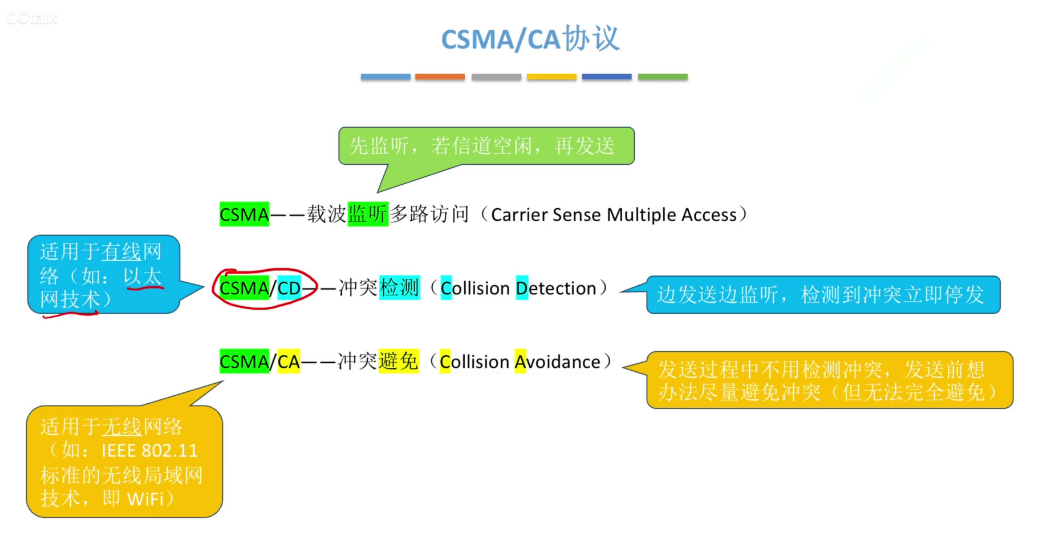 CCtalk
CSMA/CA协议
先监听，若信道空闲，再发送
CSMA——载波监听多路访问（Carrier Sense Multiple Access）
适用于有线网
络（如：以太
网技术）
CSMA/CD——冲突检测（Collision Detection）
边发送边监听，检测到冲突立即停发
CSMA/CA——冲突避免（Collision Avoidance）
发送过程中不用检测冲突，发送前想
办法尽量避免冲突（但无法完全避免）
适用于无线网络
（如：IEEE 802.11
标准的无线局域网
技术，即 WiFi）